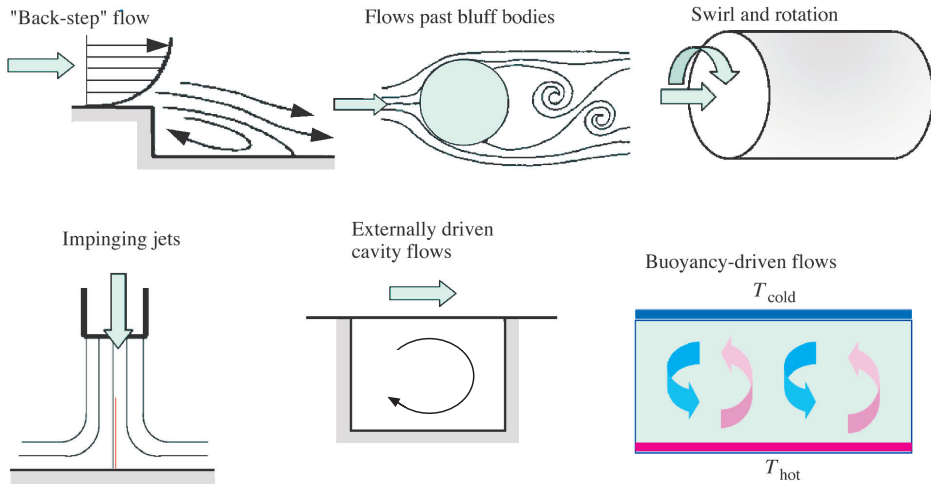 "Back-step" flow
Flows past bluff bodies
Swirl and rotation
Impinging jets
Externally driven
cavity flows
Buoyancy-driven flows
T cold
T hot